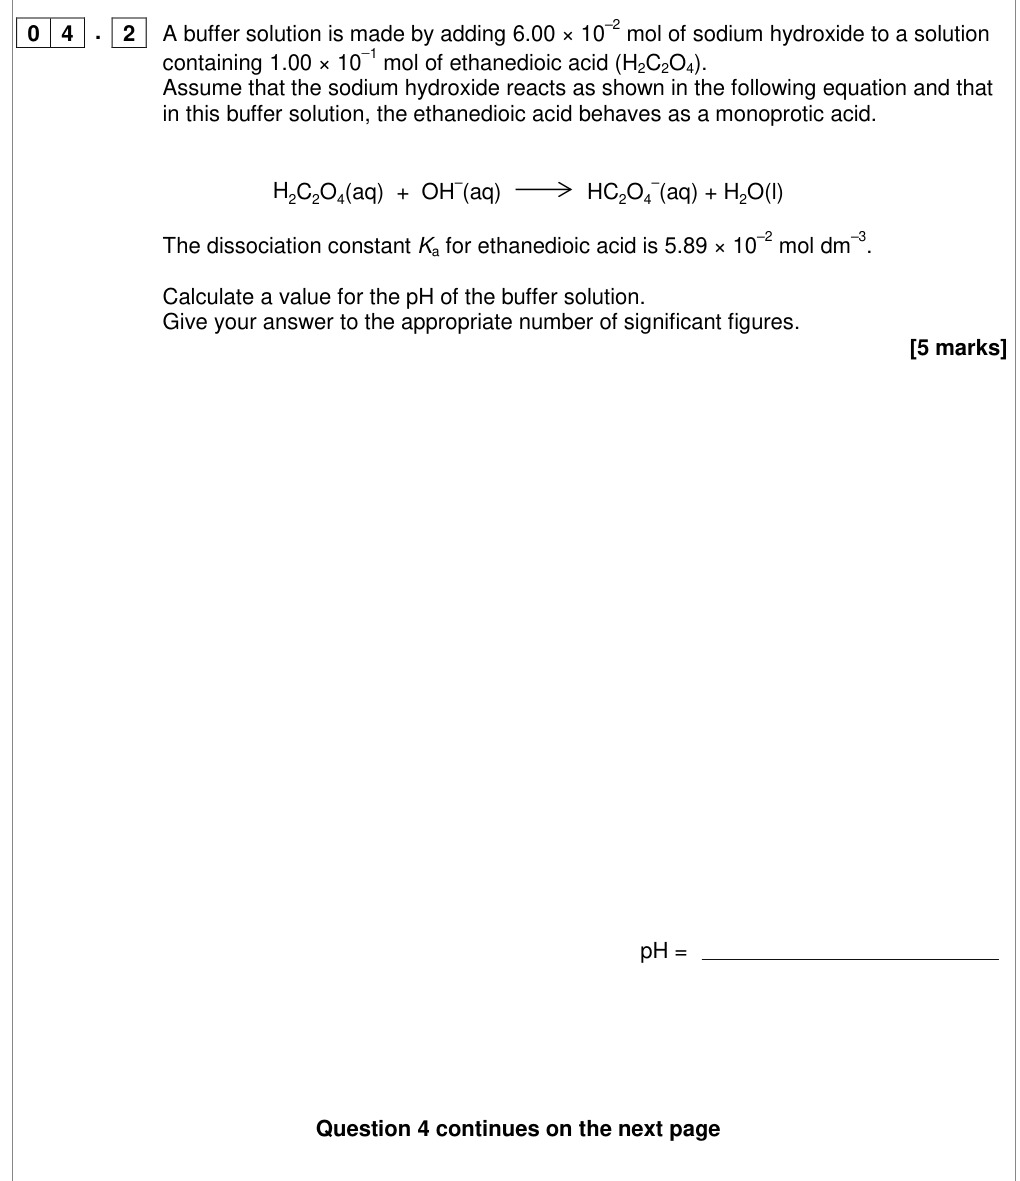 0 4 . 2 A buffer solution is made by adding 6.00 × 10⁻² mol of sodium hydroxide to a solution
containing 1.00 × 10⁻¹ mol of ethanedioic acid (H₂C₂O₄).
Assume that the sodium hydroxide reacts as shown in the following equation and that
in this buffer solution, the ethanedioic acid behaves as a monoprotic acid.
H₂C₂O₄(aq) + OH⁻(aq) ⟶ HC₂O₄⁻(aq) + H₂O(l)
The dissociation constant Kₐ for ethanedioic acid is 5.89 × 10⁻² mol dm⁻³.
Calculate a value for the pH of the buffer solution.
Give your answer to the appropriate number of significant figures.
[5 marks]
pH =
Question 4 continues on the next page